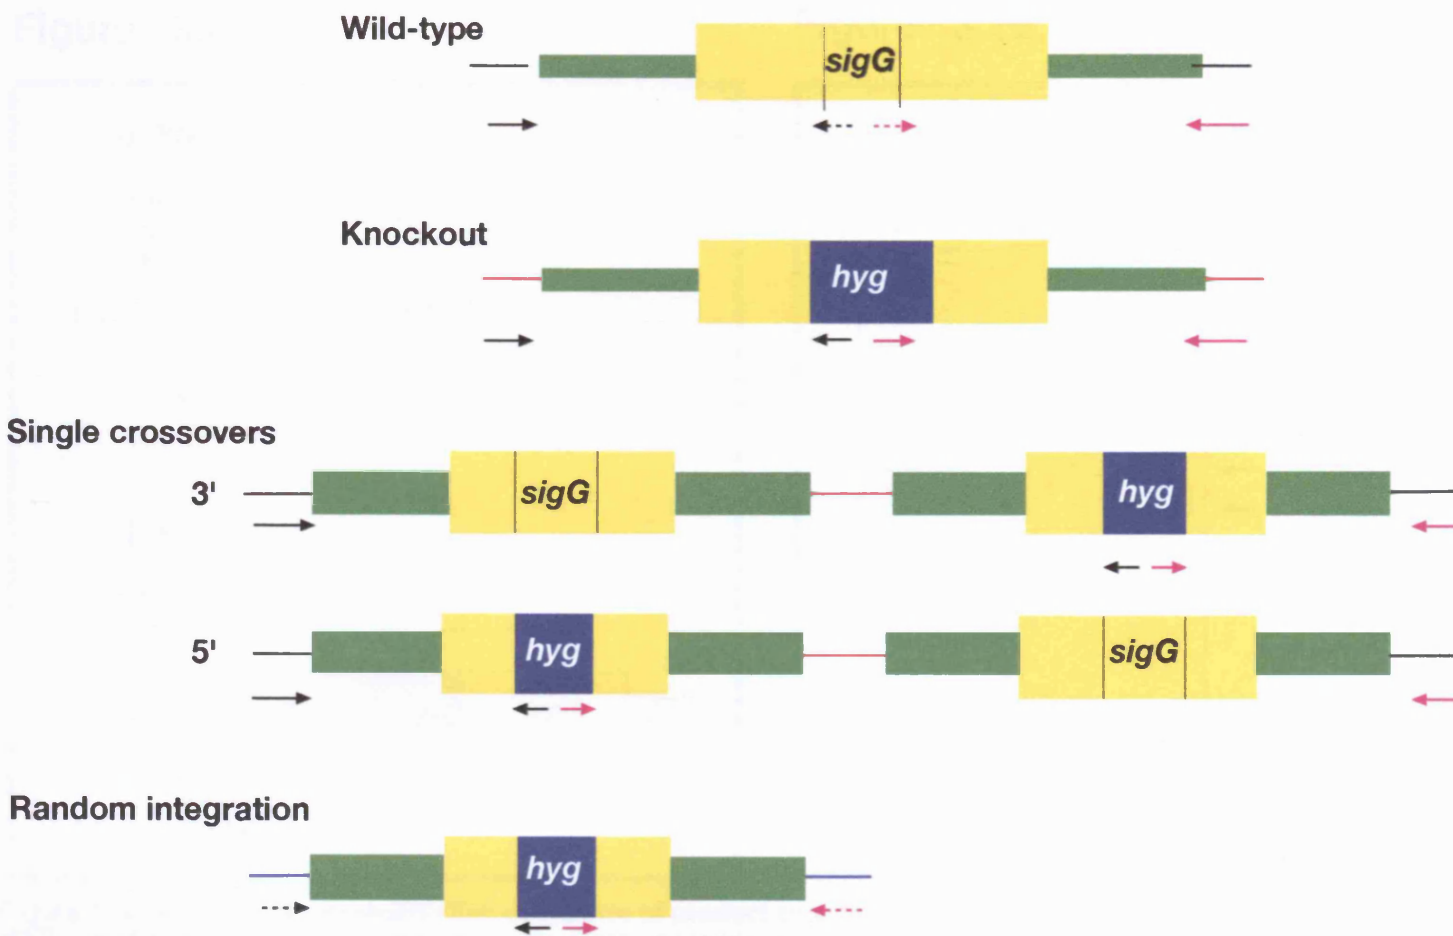 Wild-type
sigG
Knockout
hyg
Single crossovers
3'
sigG
hyg
5'
hyg
sigG
Random integration
hyg